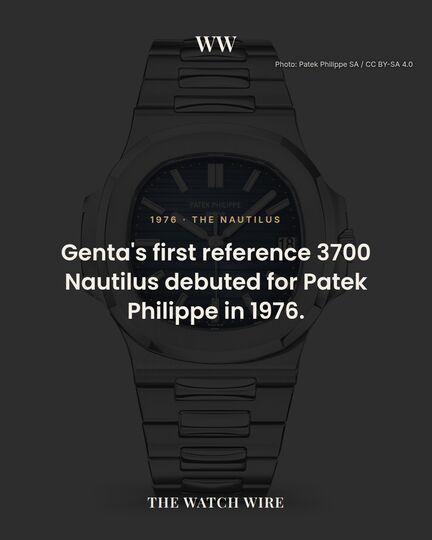 WW
Photo: Patek Philippe SA / CC BY-SA 4.0
PATEK PHILIPPE
1976 · THE NAUTILUS
Genta's first reference 3700
Nautilus debuted for Patek
Philippe in 1976.
THE WATCH WIRE